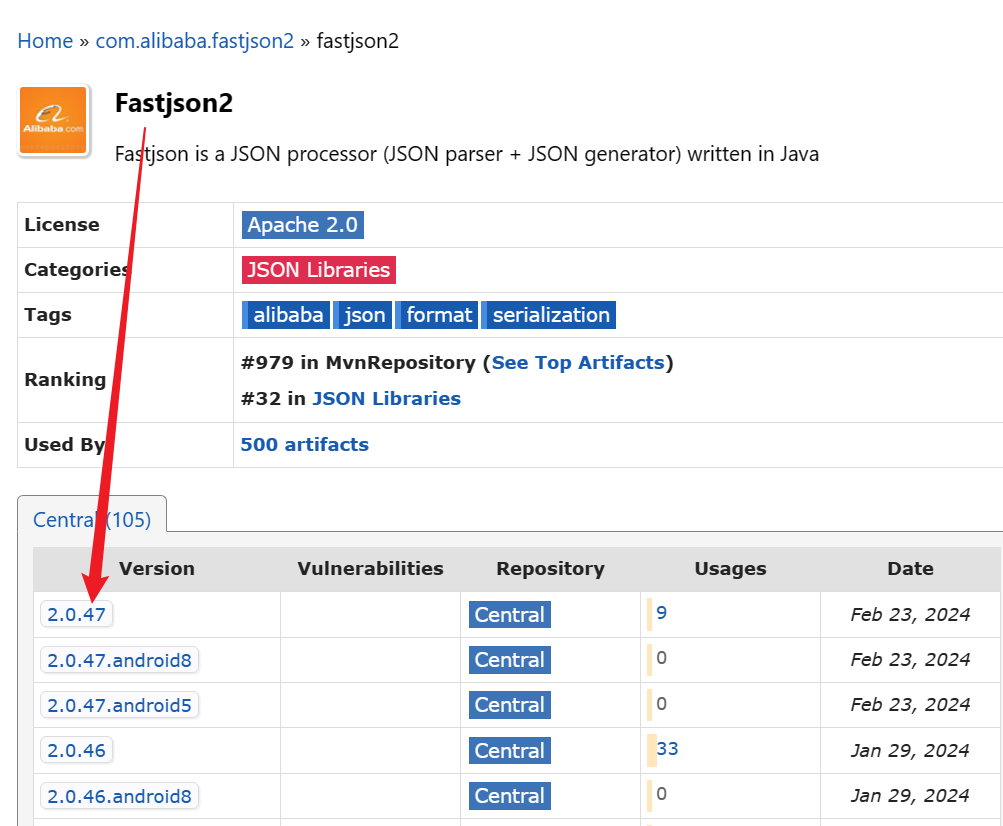 Home » com.alibaba.fastjson2 » fastjson2
Alibaba.com
Fastjson2
Fastjson is a JSON processor (JSON parser + JSON generator) written in Java
License Apache 2.0
Categories JSON Libraries
Tags alibaba json format serialization
Ranking #979 in MvnRepository (See Top Artifacts)
#32 in JSON Libraries
Used By 500 artifacts
Central (105)
Version Vulnerabilities Repository Usages Date
2.0.47 Central 9 Feb 23, 2024
2.0.47.android8 Central 0 Feb 23, 2024
2.0.47.android5 Central 0 Feb 23, 2024
2.0.46 Central 33 Jan 29, 2024
2.0.46.android8 Central 0 Jan 29, 2024